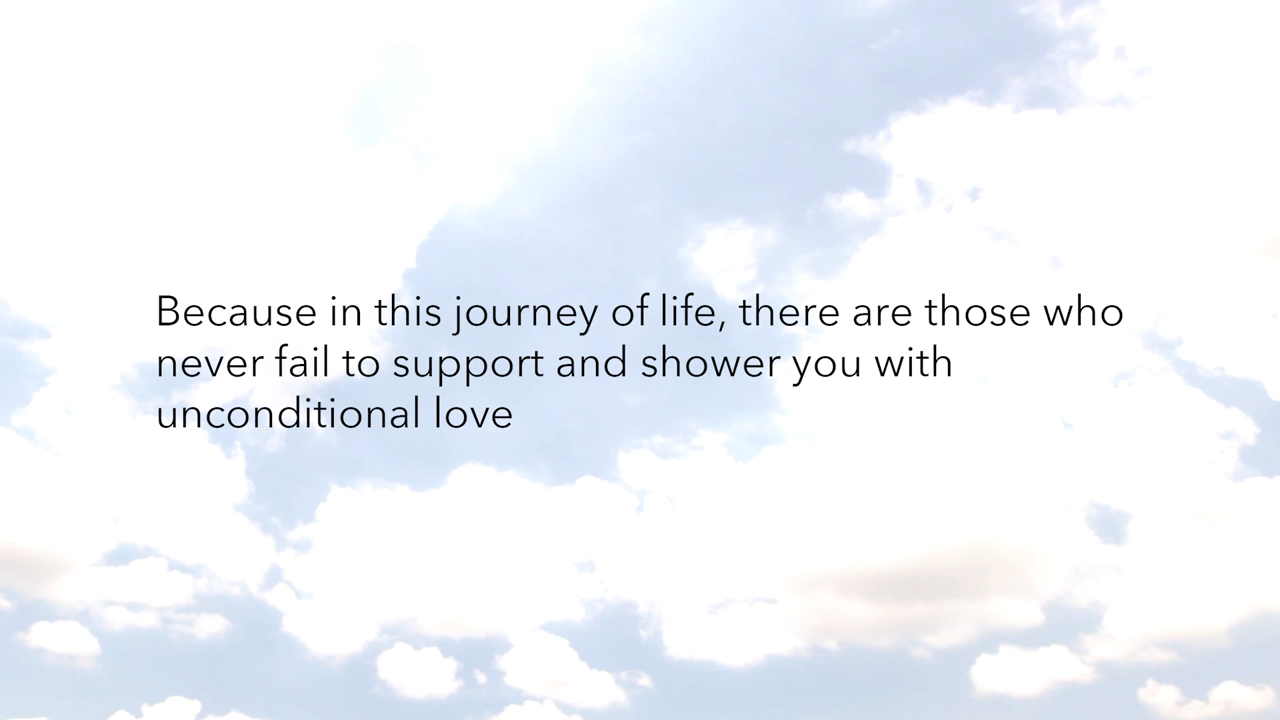 Because in this journey of life, there are those who
never fail to support and shower you with
unconditional love